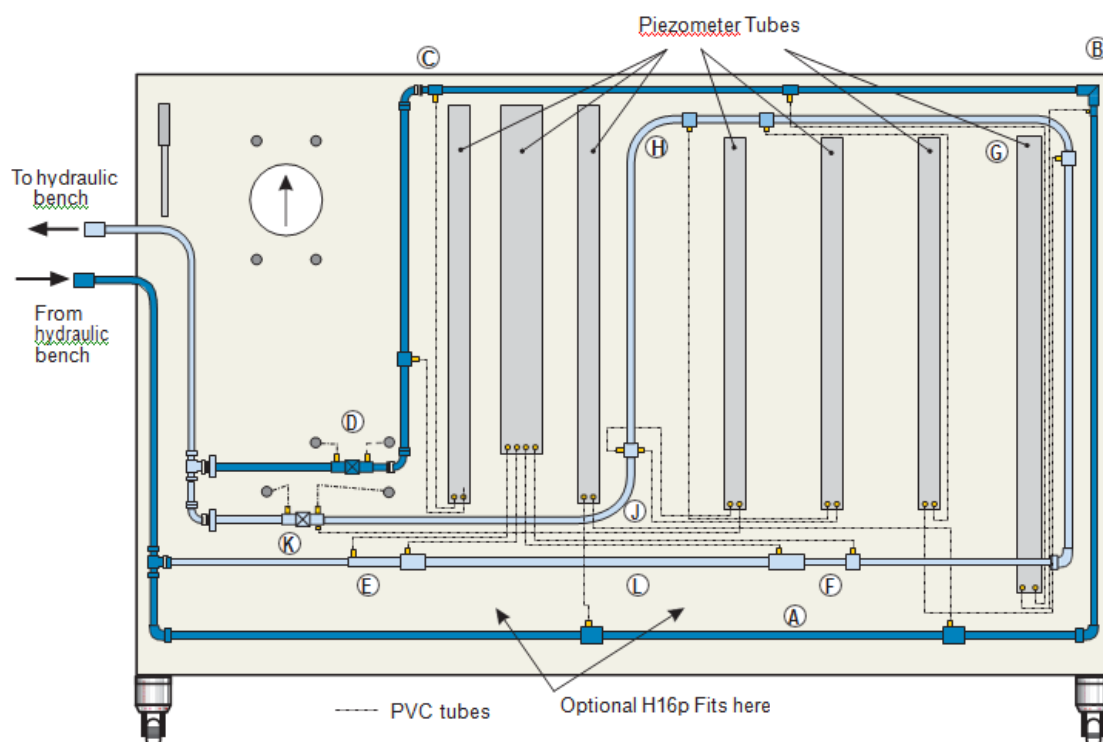 Piezometer Tubes
B
C
H
G
To hydraulic
bench
From
hydraulic
bench
D
J
K
E
L
F
A
PVC tubes
Optional H16p Fits here